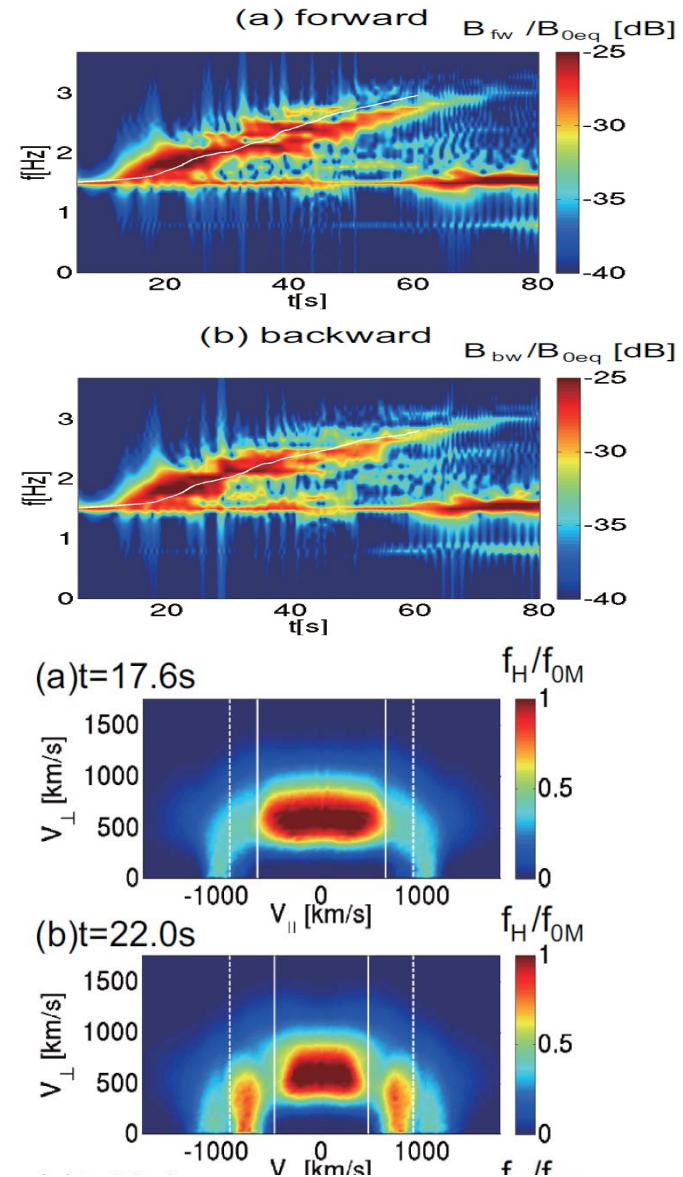 (a) forward
B_fw /B_0eq [dB]
-25
3
-30
f[Hz]
2
-35
1
0
-40
20 40 60 80
t[s]
(b) backward
B_bw/B_0eq [dB]
-25
3
-30
f[Hz]
2
-35
1
0
-40
20 40 60 80
t[s]
(a)t=17.6s
f_H/f_0M
1
1500
V_⊥ [km/s]
1000
0.5
500
0
0
-1000 0 1000
V_|| [km/s]
(b)t=22.0s
f_H/f_0M
1
1500
V_⊥ [km/s]
1000
0.5
500
0
0
-1000 0 1000
[km/s]